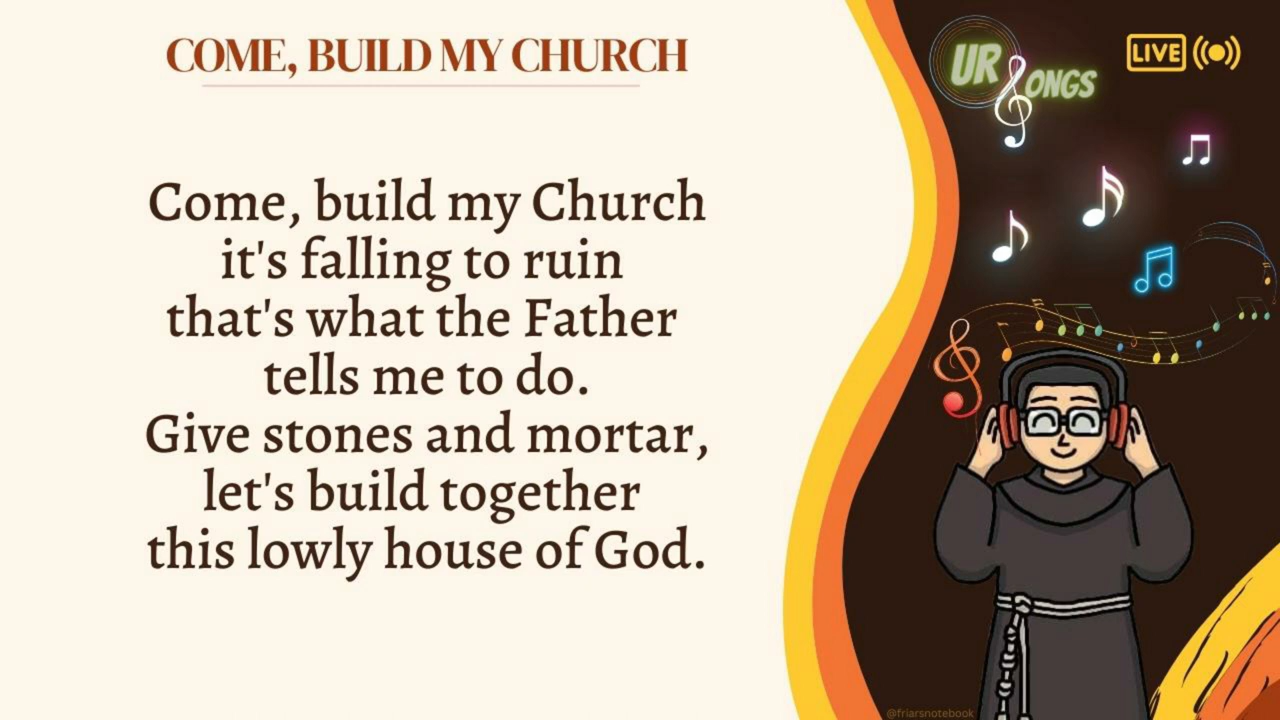 COME, BUILD MY CHURCH
Come, build my Church
it's falling to ruin
that's what the Father
tells me to do.
Give stones and mortar,
let's build together
this lowly house of God.
UR SONGS
LIVE
@friarsnotebook